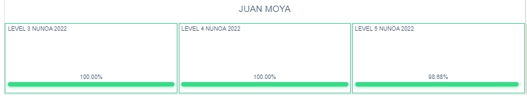 JUAN MOYA
LEVEL 3 NUNOA 2022
LEVEL 4 NUNOA 2022
LEVEL 5 NUNOA 2022
100.00%
100.00%
98.88%